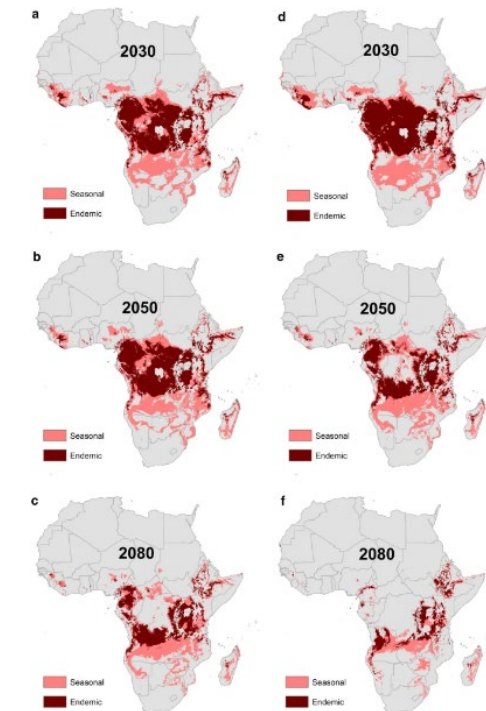 a
2030
Seasonal
Endemic
d
2030
Seasonal
Endemic
b
2050
Seasonal
Endemic
e
2050
Seasonal
Endemic
c
2080
Seasonal
Endemic
f
2080
Seasonal
Endemic